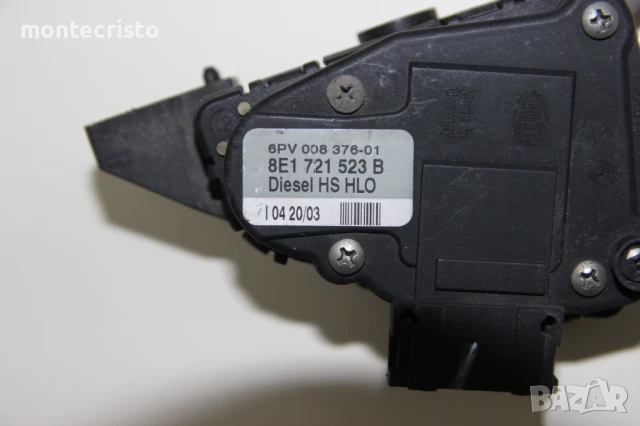 montecristo
6PV 008 376-01
8E1 721 523 B
Diesel HS HLO
I 04 20/03
BAZAR